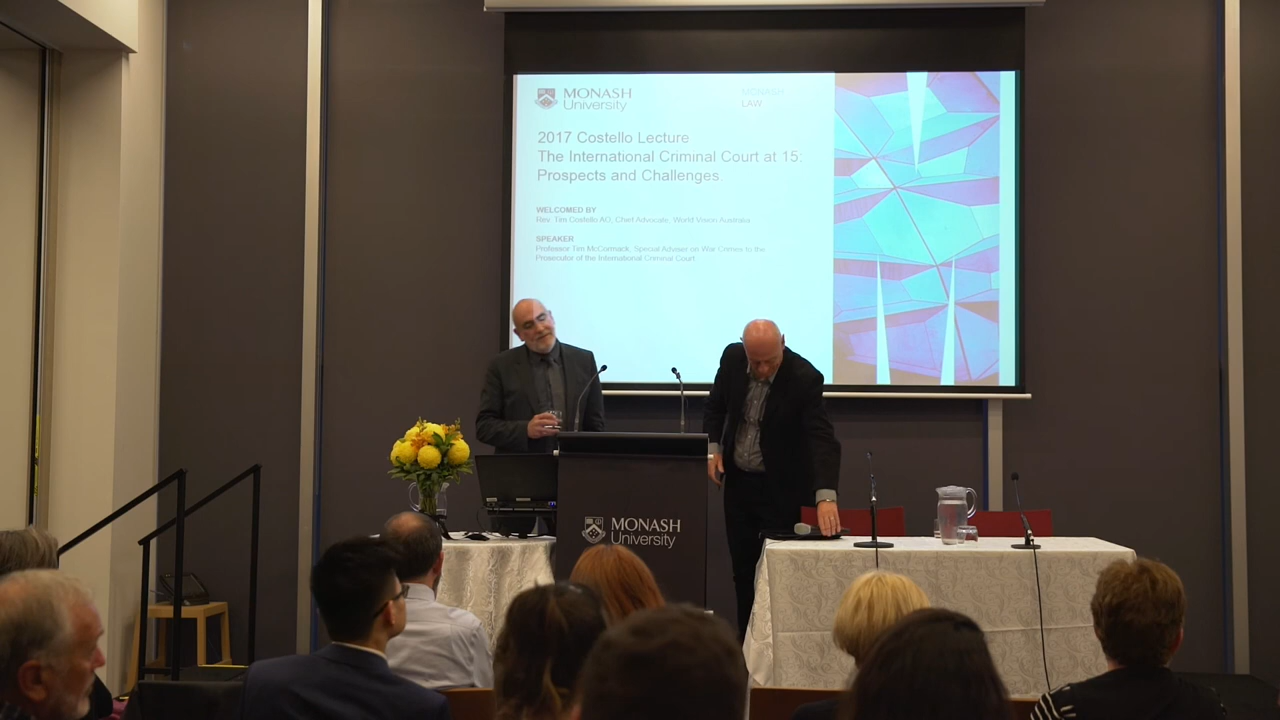 MONASH
University
MONASH
LAW
2017 Costello Lecture
The International Criminal Court at 15:
Prospects and Challenges.
WELCOMED BY
Rev. Tim Costello AO, Chief Advocate, World Vision Australia
SPEAKER
Professor Tim McCormack, Special Adviser on War Crimes to the
Prosecutor of the International Criminal Court
MONASH
University